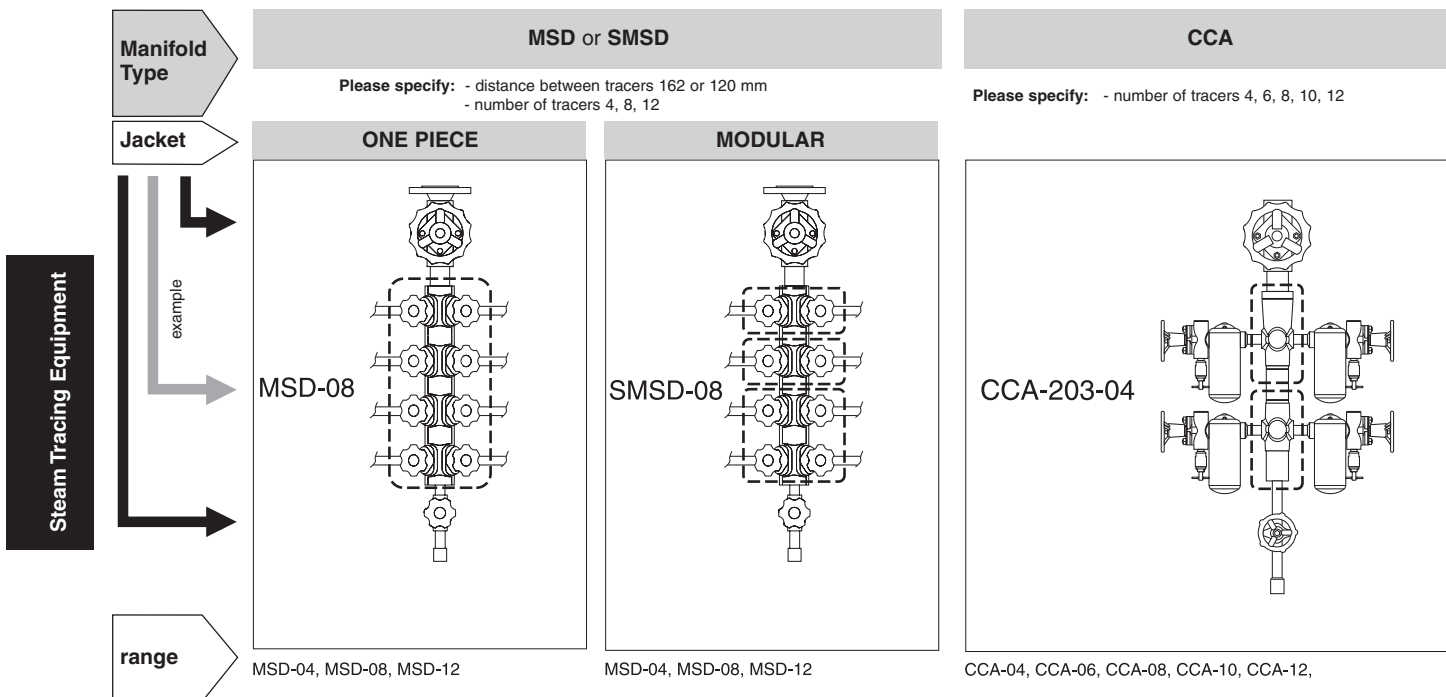 Manifold
Type
MSD or SMSD
CCA
Please specify: - distance between tracers 162 or 120 mm
- number of tracers 4, 8, 12
Please specify: - number of tracers 4, 6, 8, 10, 12
Jacket
ONE PIECE
MODULAR
Steam Tracing Equipment
example
MSD-08
SMSD-08
CCA-203-04
range
MSD-04, MSD-08, MSD-12
MSD-04, MSD-08, MSD-12
CCA-04, CCA-06, CCA-08, CCA-10, CCA-12,